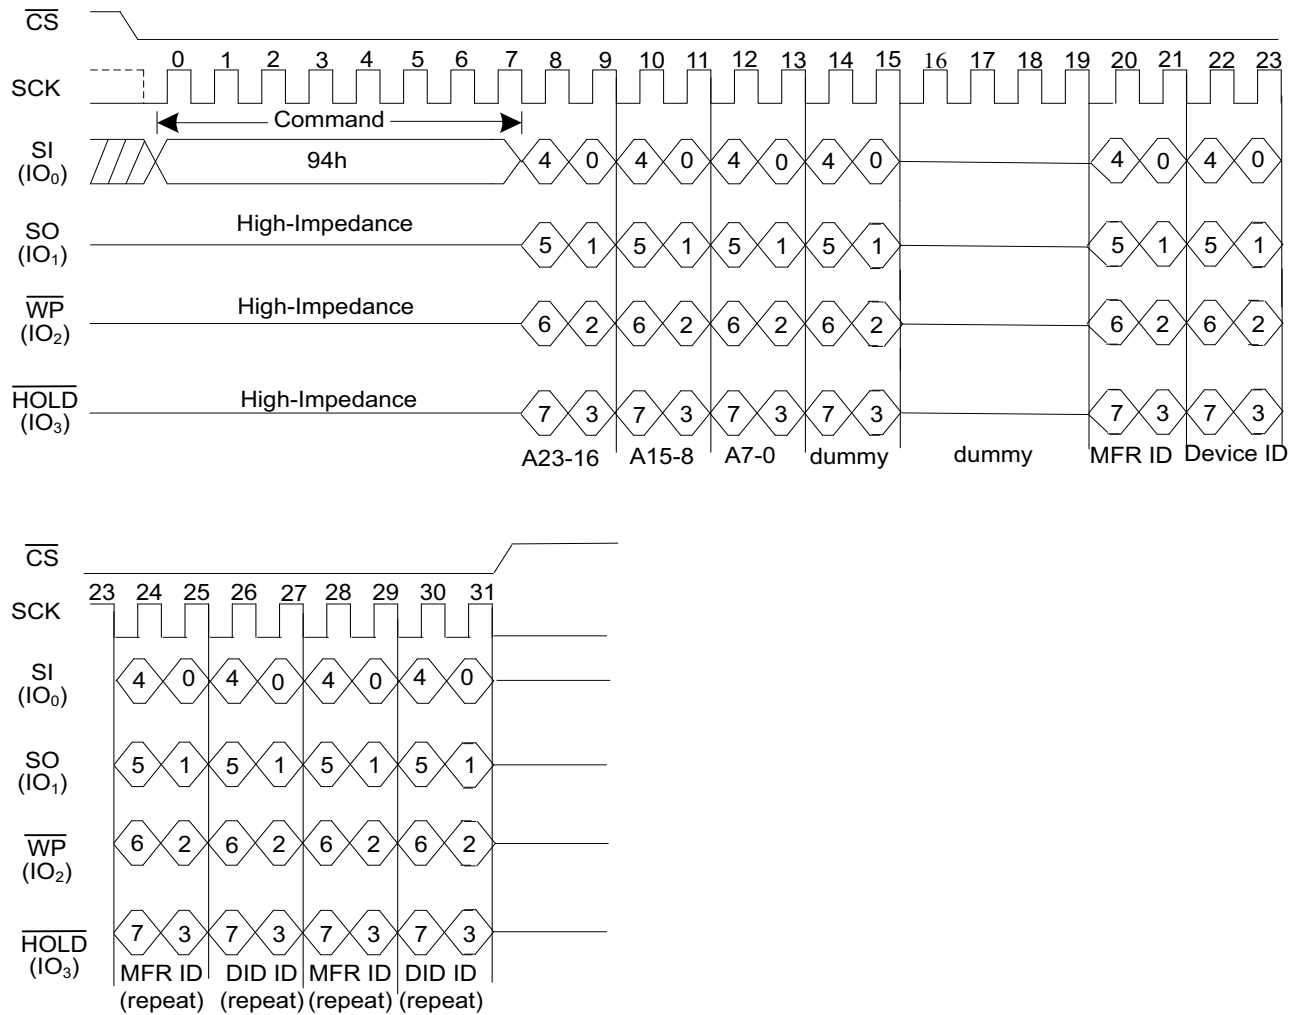 CS
0 1 2 3 4 5 6 7 8 9 10 11 12 13 14 15 16 17 18 19 20 21 22 23
SCK
Command
SI
(IO0)
94h 4 0 4 0 4 0 4 0 4 0 4 0
SO
(IO1)
High-Impedance 5 1 5 1 5 1 5 1 5 1 5 1
WP
(IO2)
High-Impedance 6 2 6 2 6 2 6 2 6 2 6 2
HOLD
(IO3)
High-Impedance 7 3 7 3 7 3 7 3 7 3 7 3
A23-16 A15-8 A7-0 dummy dummy MFR ID Device ID
CS
23 24 25 26 27 28 29 30 31
SCK
SI
(IO0)
4 0 4 0 4 0 4 0
SO
(IO1)
5 1 5 1 5 1 5 1
WP
(IO2)
6 2 6 2 6 2 6 2
HOLD
(IO3)
7 3 7 3 7 3 7 3
MFR ID DID ID MFR ID DID ID
(repeat) (repeat) (repeat) (repeat)